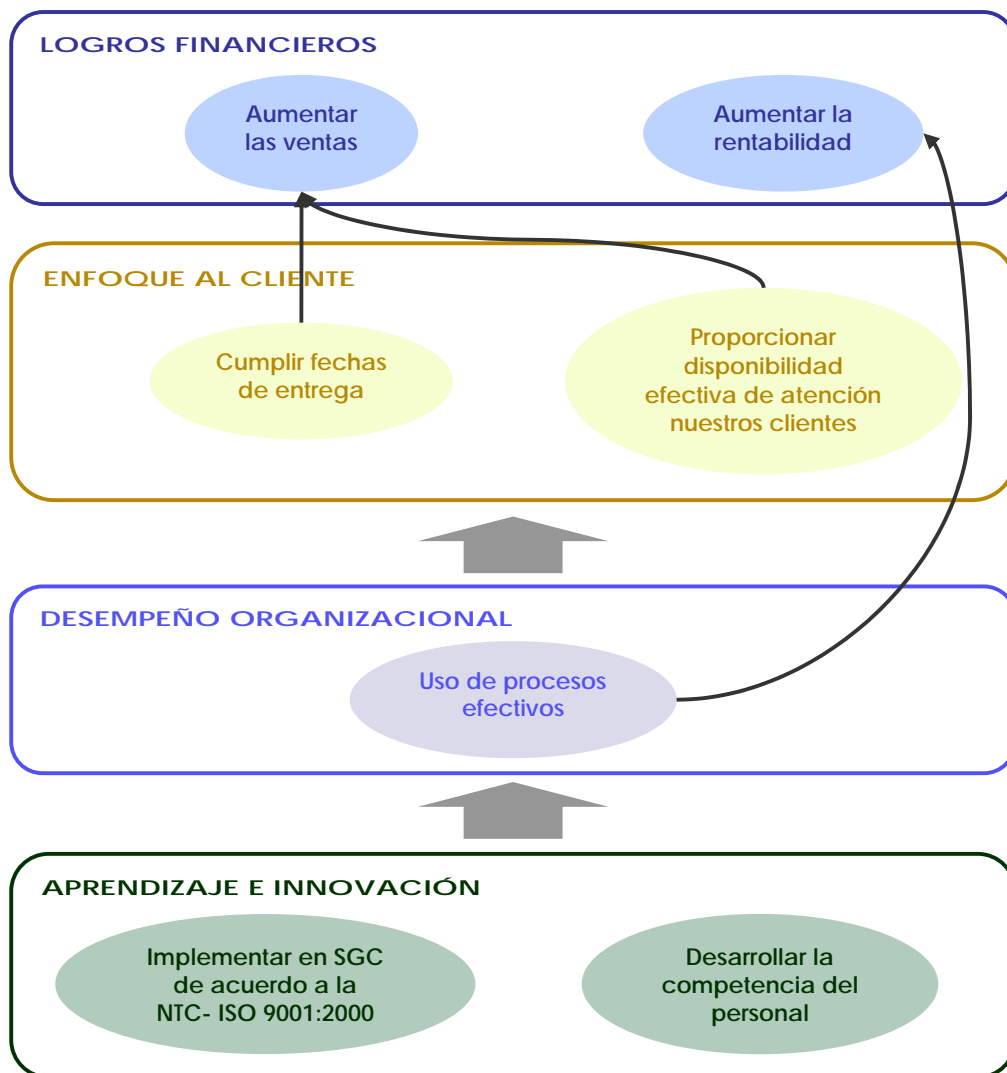 LOGROS FINANCIEROS
Aumentar
las ventas
Aumentar la
rentabilidad
ENFOQUE AL CLIENTE
Cumplir fechas
de entrega
Proporcionar
disponibilidad
efectiva de atención
nuestros clientes
DESEMPEÑO ORGANIZACIONAL
Uso de procesos
efectivos
APRENDIZAJE E INNOVACIÓN
Implementar en SGC
de acuerdo a la
NTC- ISO 9001:2000
Desarrollar la
competencia del
personal